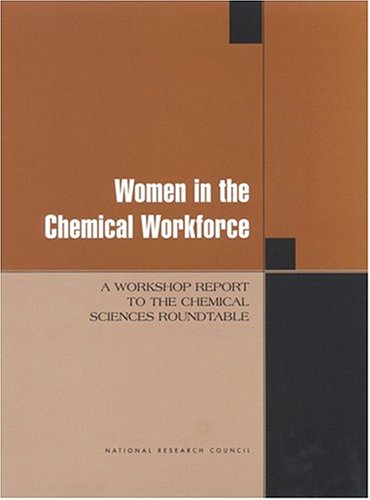 Women in the
Chemical Workforce
A WORKSHOP REPORT
TO THE CHEMICAL
SCIENCES ROUNDTABLE
NATIONAL RESEARCH COUNCIL